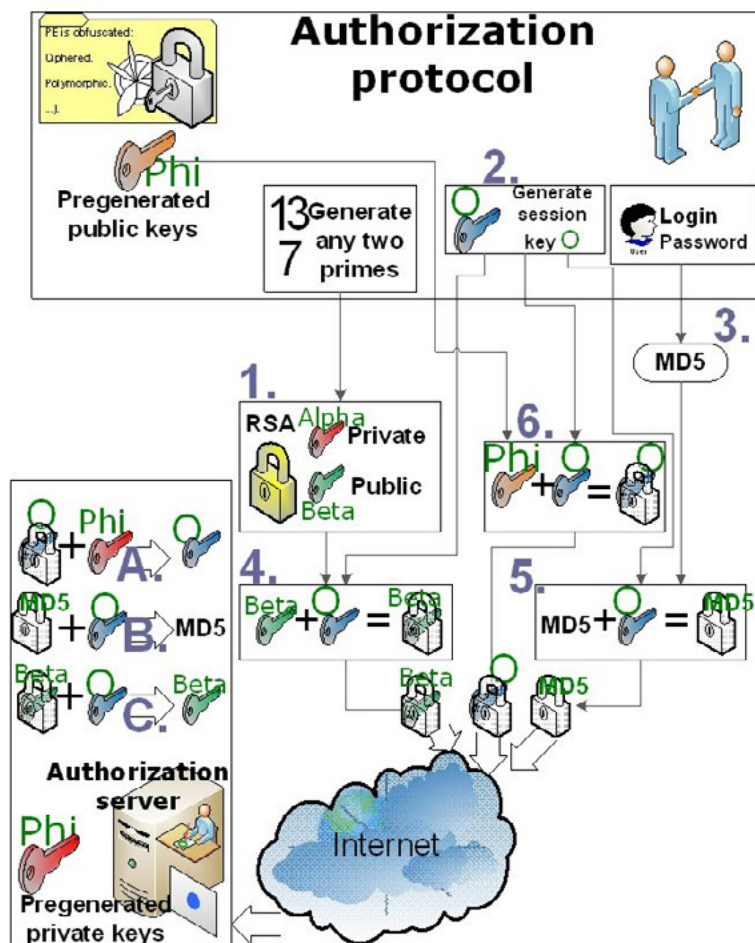 PE is obfuscated:
Ciphered.
Polymorphic.
...).
Authorization
protocol
Phi
Pregenerated
public keys
13
7
Generate
any two
primes
2.
O
Generate
session
key O
User
Login
Password
3.
MD5
1.
RSA
Alpha
Private
Public
Beta
6.
Phi
O
+
=
O
4.
Beta
+
O
=
Beta
5.
MD5
+
O
=
MD5
Beta
O
MD5
Internet
O
+
Phi
A.
O
MD5
+
O
B.
MD5
Beta
+
O
C.
Beta
Authorization
server
Phi
Pregenerated
private keys